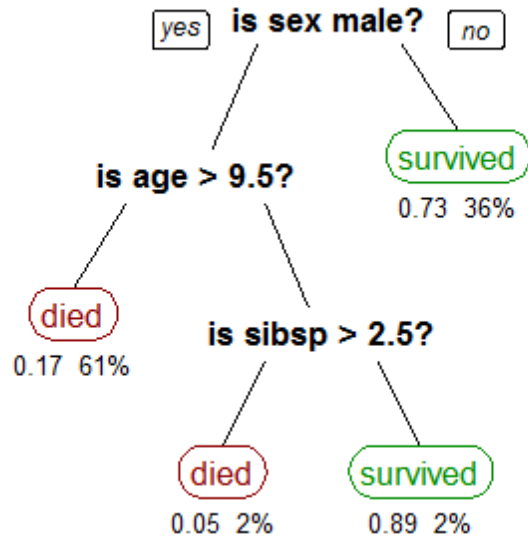 yes is sex male? no
survived
0.73 36%
is age > 9.5?
died
0.17 61%
is sibsp > 2.5?
died survived
0.05 2% 0.89 2%